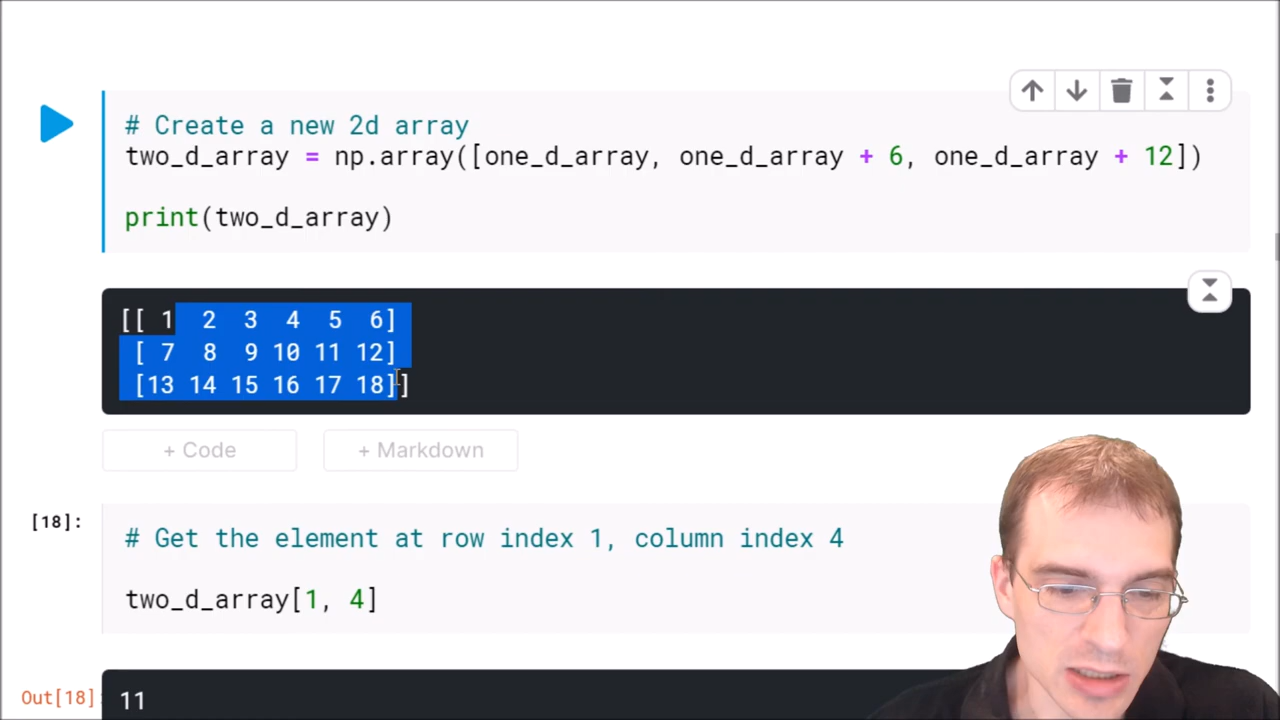 # Create a new 2d array
two_d_array = np.array([one_d_array, one_d_array + 6, one_d_array + 12])
print(two_d_array)
[[ 1  2  3  4  5  6]
 [ 7  8  9 10 11 12]
 [13 14 15 16 17 18]]
+ Code + Markdown
[18]:
# Get the element at row index 1, column index 4
two_d_array[1, 4]
Out[18]: 11